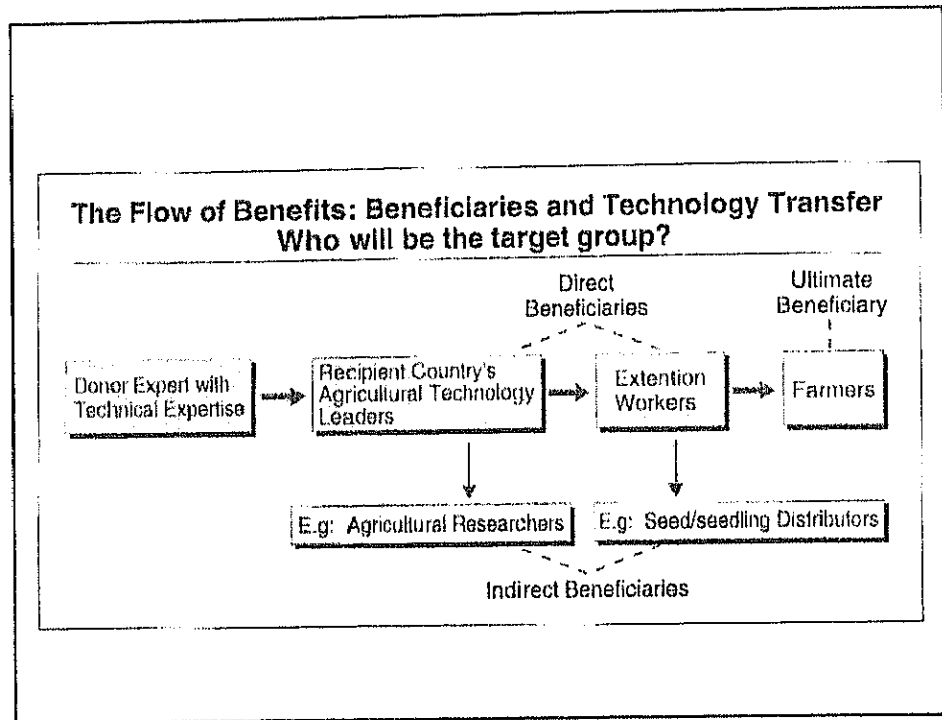 The Flow of Benefits: Beneficiaries and Technology Transfer
Who will be the target group?
Direct
Beneficiaries
Ultimate
Beneficiary
Donor Expert with
Technical Expertise
Recipient Country's
Agricultural Technology
Leaders
Extention
Workers
Farmers
E.g: Agricultural Researchers
E.g: Seed/seedling Distributors
Indirect Beneficiaries